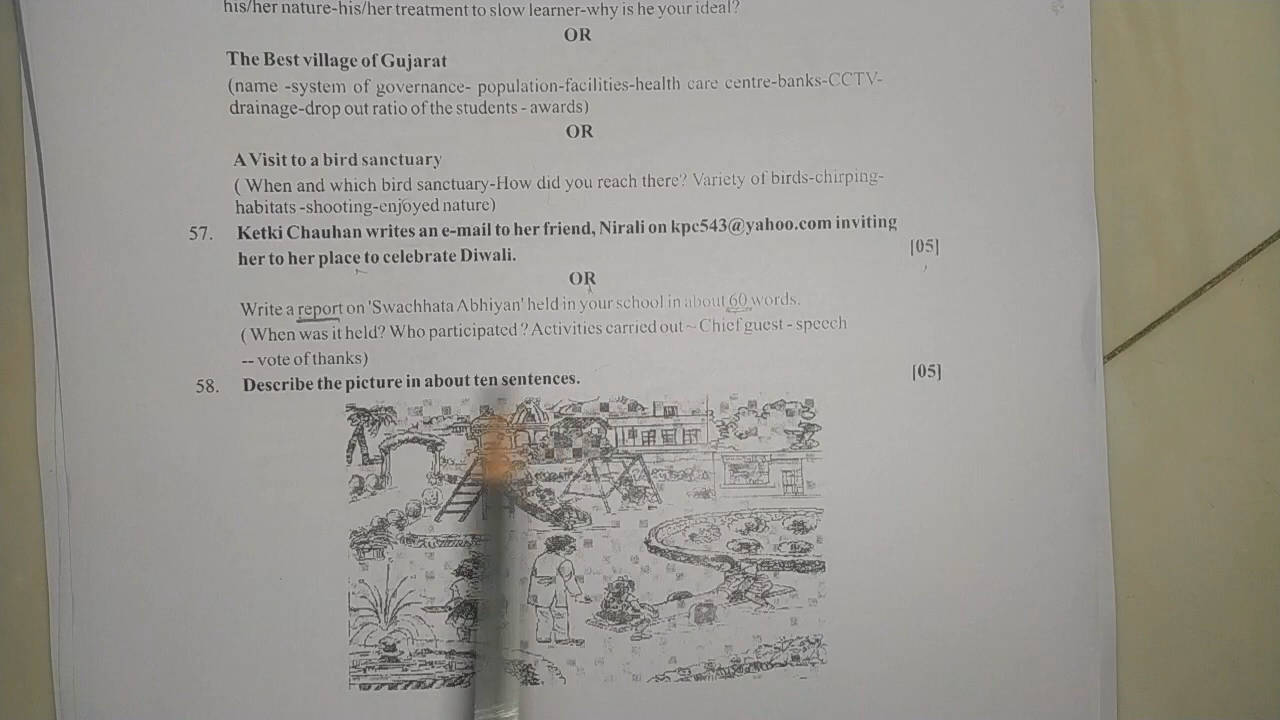 his/her nature-his/her treatment to slow learner-why is he your ideal?
OR
The Best village of Gujarat
(name -system of governance- population-facilities-health care centre-banks-CCTV-
drainage-drop out ratio of the students - awards)
OR
A Visit to a bird sanctuary
( When and which bird sanctuary-How did you reach there? Variety of birds-chirping-
habitats -shooting-enjoyed nature)
57. Ketki Chauhan writes an e-mail to her friend, Nirali on kpc543@yahoo.com inviting
her to her place to celebrate Diwali. [05]
OR
Write a report on 'Swachhata Abhiyan' held in your school in about 60 words.
( When was it held? Who participated ? Activities carried out ~ Chief guest - speech
-- vote of thanks)
58. Describe the picture in about ten sentences. [05]